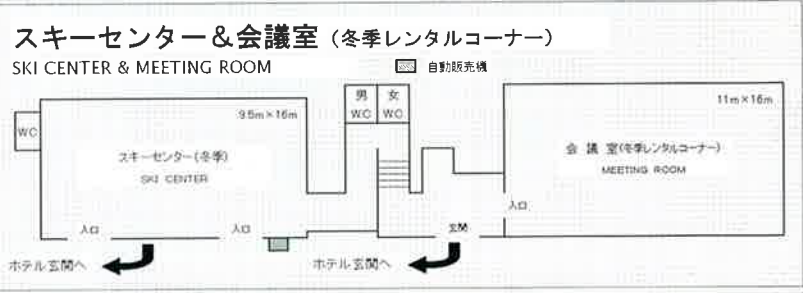 スキーセンター＆会議室（冬季レンタルコーナー）
SKI CENTER & MEETING ROOM
自動販売機
男 女
W.C W.C
9.5m×16m
11m×16m
WC
スキーセンター(冬季)
SKI CENTER
会 議 室(冬季レンタルコーナー)
MEETING ROOM
入口
入口
入口
玄関
ホテル玄関へ
ホテル玄関へ